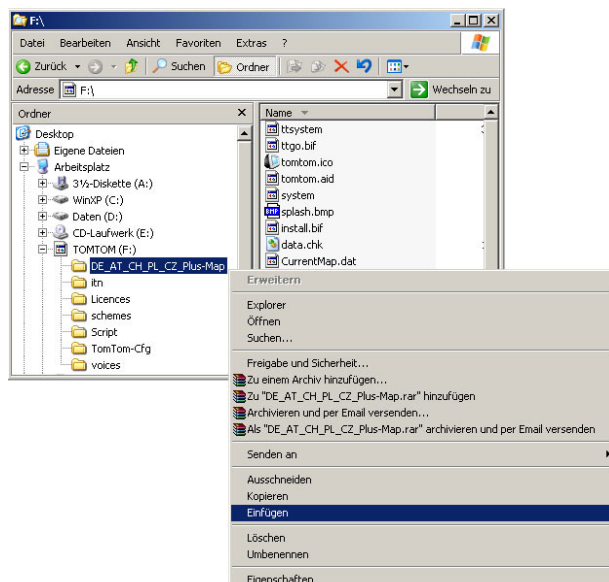 F:\
Datei Bearbeiten Ansicht Favoriten Extras ?
Zurück Suchen Ordner
Adresse F:\ Wechseln zu
Ordner
Desktop
Eigene Dateien
Arbeitsplatz
3½-Diskette (A:)
WinXP (C:)
Daten (D:)
CD-Laufwerk (E:)
TOMTOM (F:)
DE_AT_CH_PL_CZ_Plus-Map
itn
Licences
schemes
Script
TomTom-Cfg
voices
Name
ttsystem
ttgo.bif
tomtom.ico
tomtom.aid
system
BMP splash.bmp
install.bif
data.chk
CurrentMap.dat
Erweitern
Explorer
Öffnen
Suchen...
Freigabe und Sicherheit...
Zu einem Archiv hinzufügen...
Zu "DE_AT_CH_PL_CZ_Plus-Map.rar" hinzufügen
Archivieren und per Email versenden...
Als "DE_AT_CH_PL_CZ_Plus-Map.rar" archivieren und per Email versenden
Senden an
Ausschneiden
Kopieren
Einfügen
Löschen
Umbenennen
Eigenschaften